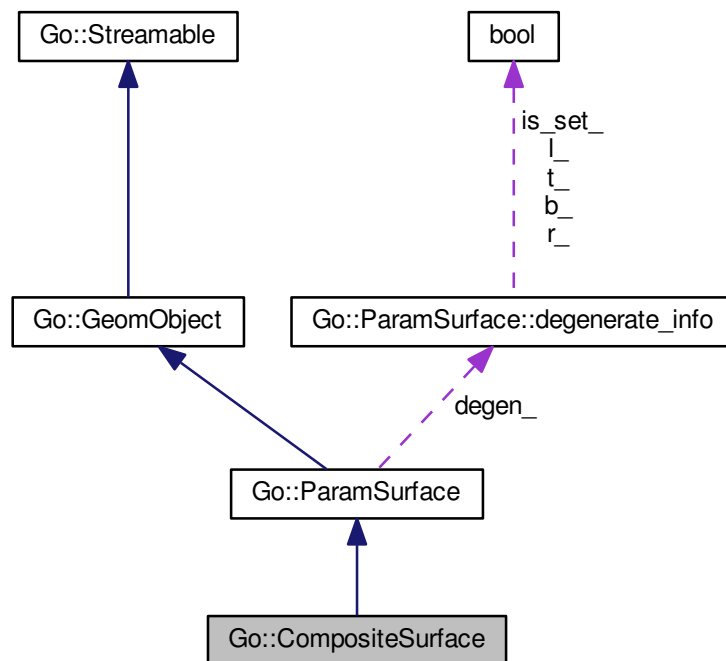 Go::Streamable
bool
is_set_
l_
t_
b_
r_
Go::GeomObject
Go::ParamSurface::degenerate_info
degen_
Go::ParamSurface
Go::CompositeSurface